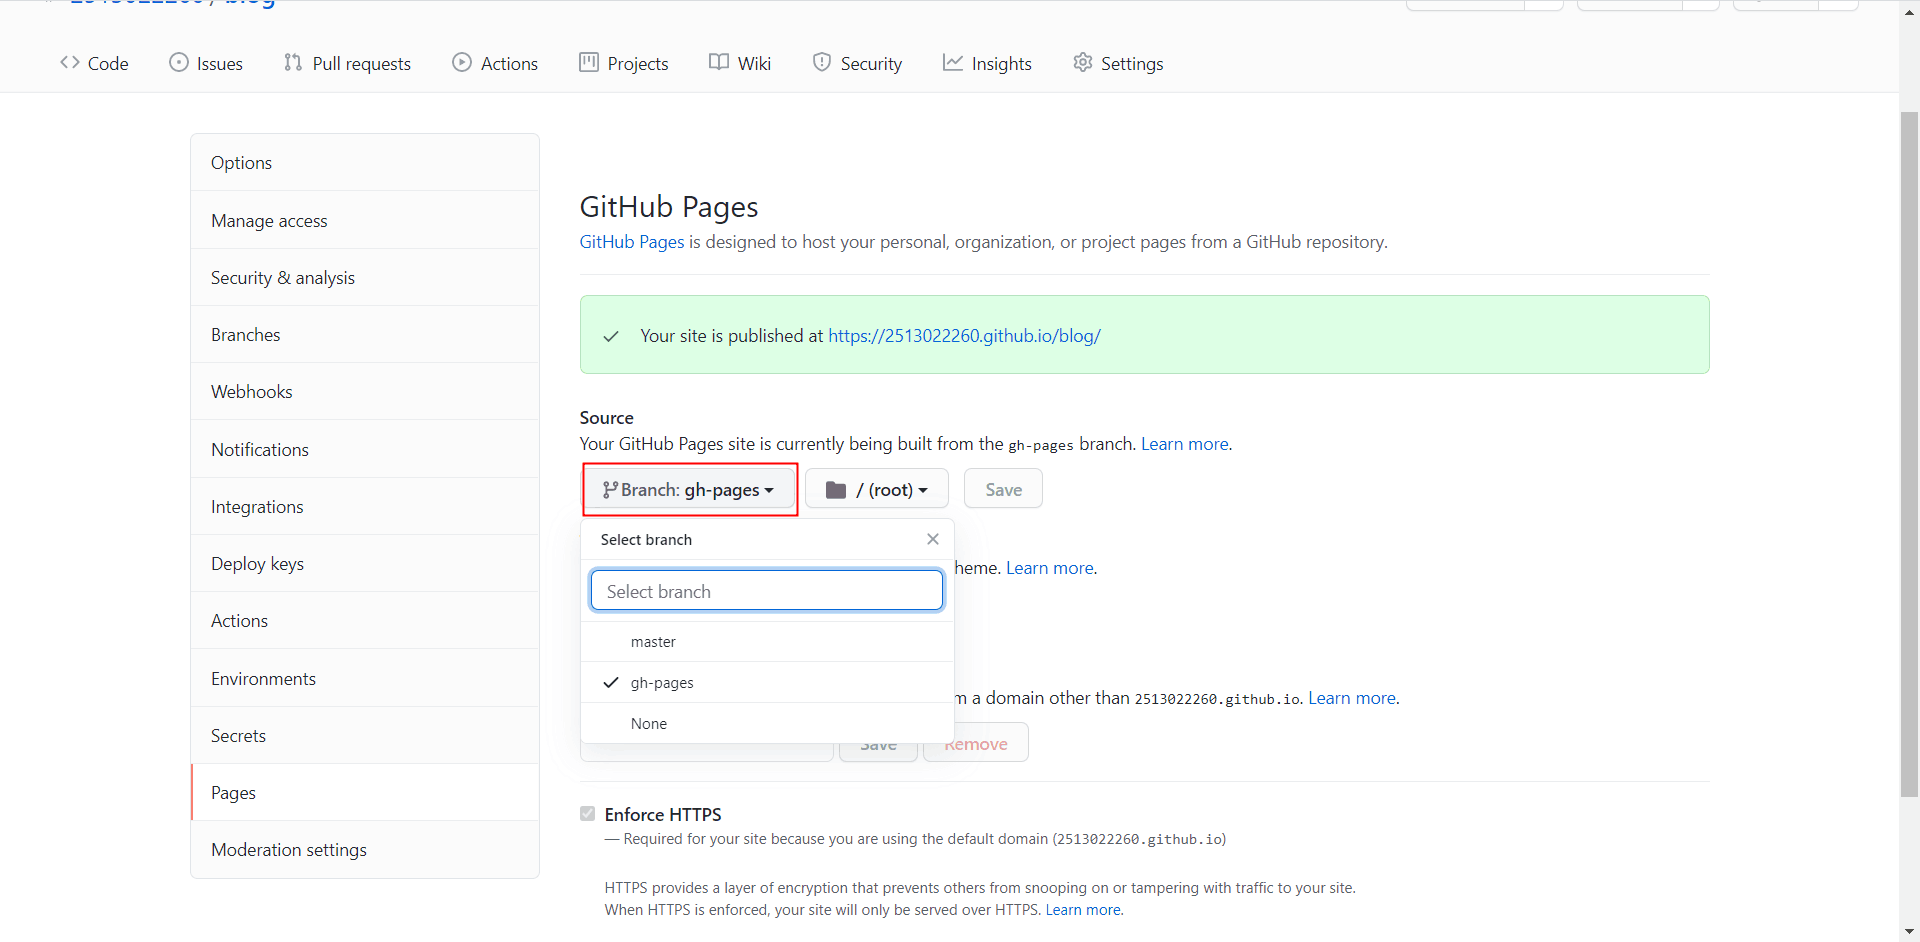 2513022260 / blog
Code Issues Pull requests Actions Projects Wiki Security Insights Settings
Options
Manage access
Security & analysis
Branches
Webhooks
Notifications
Integrations
Deploy keys
Actions
Environments
Secrets
Pages
Moderation settings
GitHub Pages
GitHub Pages is designed to host your personal, organization, or project pages from a GitHub repository.
Your site is published at https://2513022260.github.io/blog/
Source
Your GitHub Pages site is currently being built from the gh-pages branch. Learn more.
Branch: gh-pages / (root) Save
Select branch
heme. Learn more.
Select branch
master
gh-pages
m a domain other than 2513022260.github.io. Learn more.
None
Save Remove
Enforce HTTPS
— Required for your site because you are using the default domain (2513022260.github.io)
HTTPS provides a layer of encryption that prevents others from snooping on or tampering with traffic to your site.
When HTTPS is enforced, your site will only be served over HTTPS. Learn more.